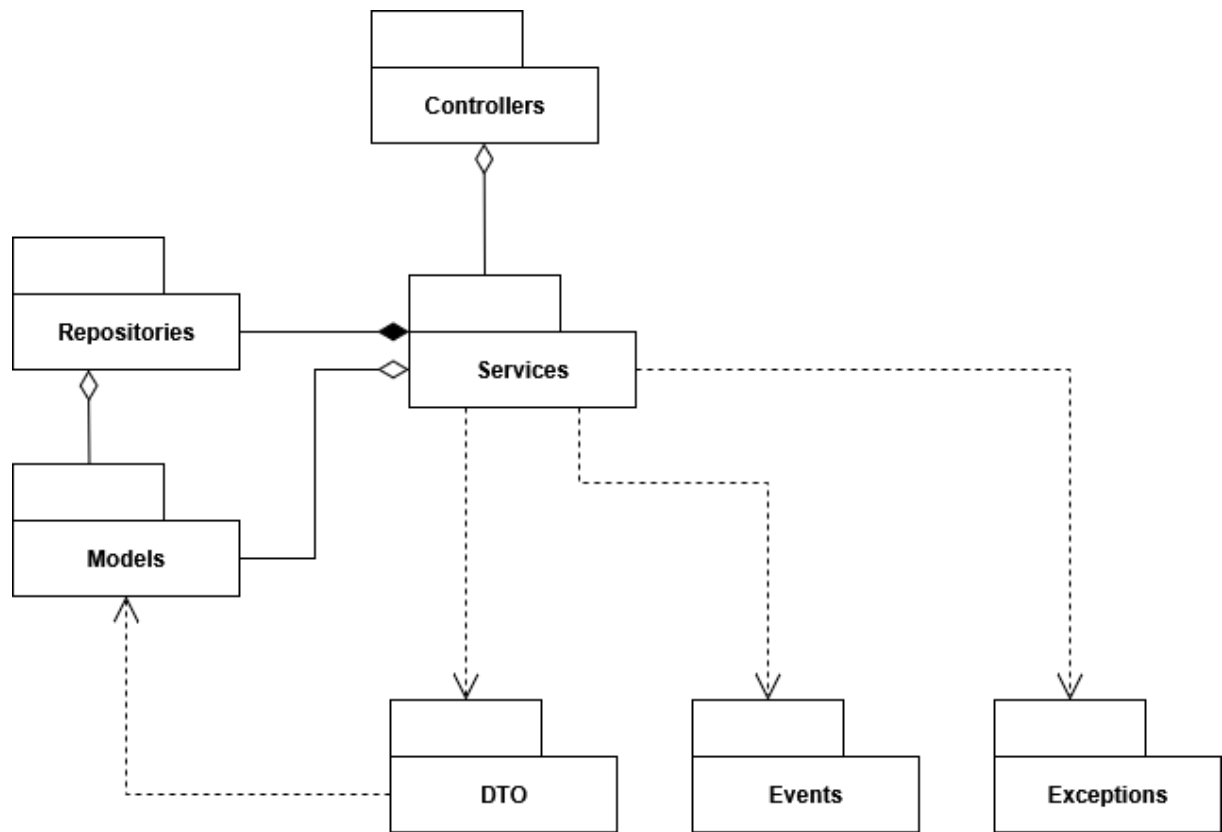 Controllers
Repositories
Services
Models
DTO
Events
Exceptions